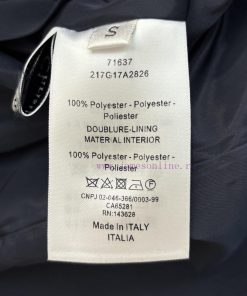 S
71637
217G17A2826
100% Polyester - Polyester -
Poliester
DOUBLURE-LINING
MATERIAL INTERIOR
100% Polyester - Polyester -
Poliester
CNPJ 02-046-366/0003-99
CA65281
RN:143628
Made in ITALY
ITALIA